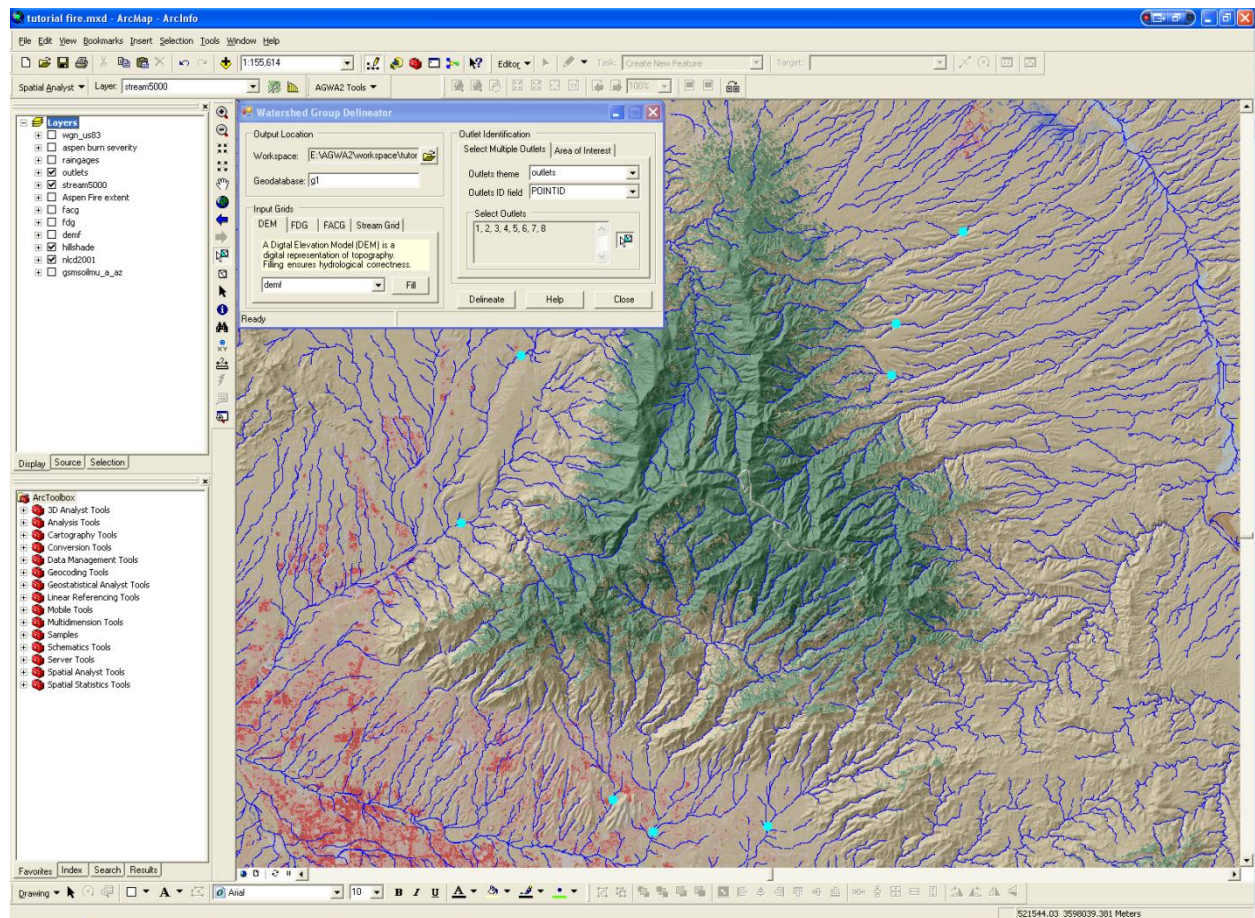 tutorial fire.mxd - ArcMap - ArcInfo
File Edit View Bookmarks Insert Selection Tools Window Help
1:155,614 Editor Task: Create New Feature Target:
Spatial Analyst Layer: stream5000 AGWA2 Tools 100%
Layers
wgn_us83
aspen burn severity
raingages
outlets
stream5000
Aspen Fire extent
facg
fdg
demf
hillshade
nlcd2001
gsmsoilmu_a_az
Display Source Selection
ArcToolbox
3D Analyst Tools
Analysis Tools
Cartography Tools
Conversion Tools
Data Management Tools
Geocoding Tools
Geostatistical Analyst Tools
Linear Referencing Tools
Mobile Tools
Multidimension Tools
Samples
Schematics Tools
Server Tools
Spatial Analyst Tools
Spatial Statistics Tools
Favorites Index Search Results
Watershed Group Delineator
Output Location
Workspace: E:\AGWA2\workspace\tutor
Geodatabase: g1
Input Grids
DEM FDG FACG Stream Grid
A Digital Elevation Model (DEM) is a
digital representation of topography.
Filling ensures hydrological correctness.
demf Fill
Outlet Identification
Select Multiple Outlets Area of Interest
Outlets theme outlets
Outlets ID field POINTID
Select Outlets
1, 2, 3, 4, 5, 6, 7, 8
Delineate Help Close
Ready
Drawing A Arial 10 B I U A
521544.03 3598039.381 Meters